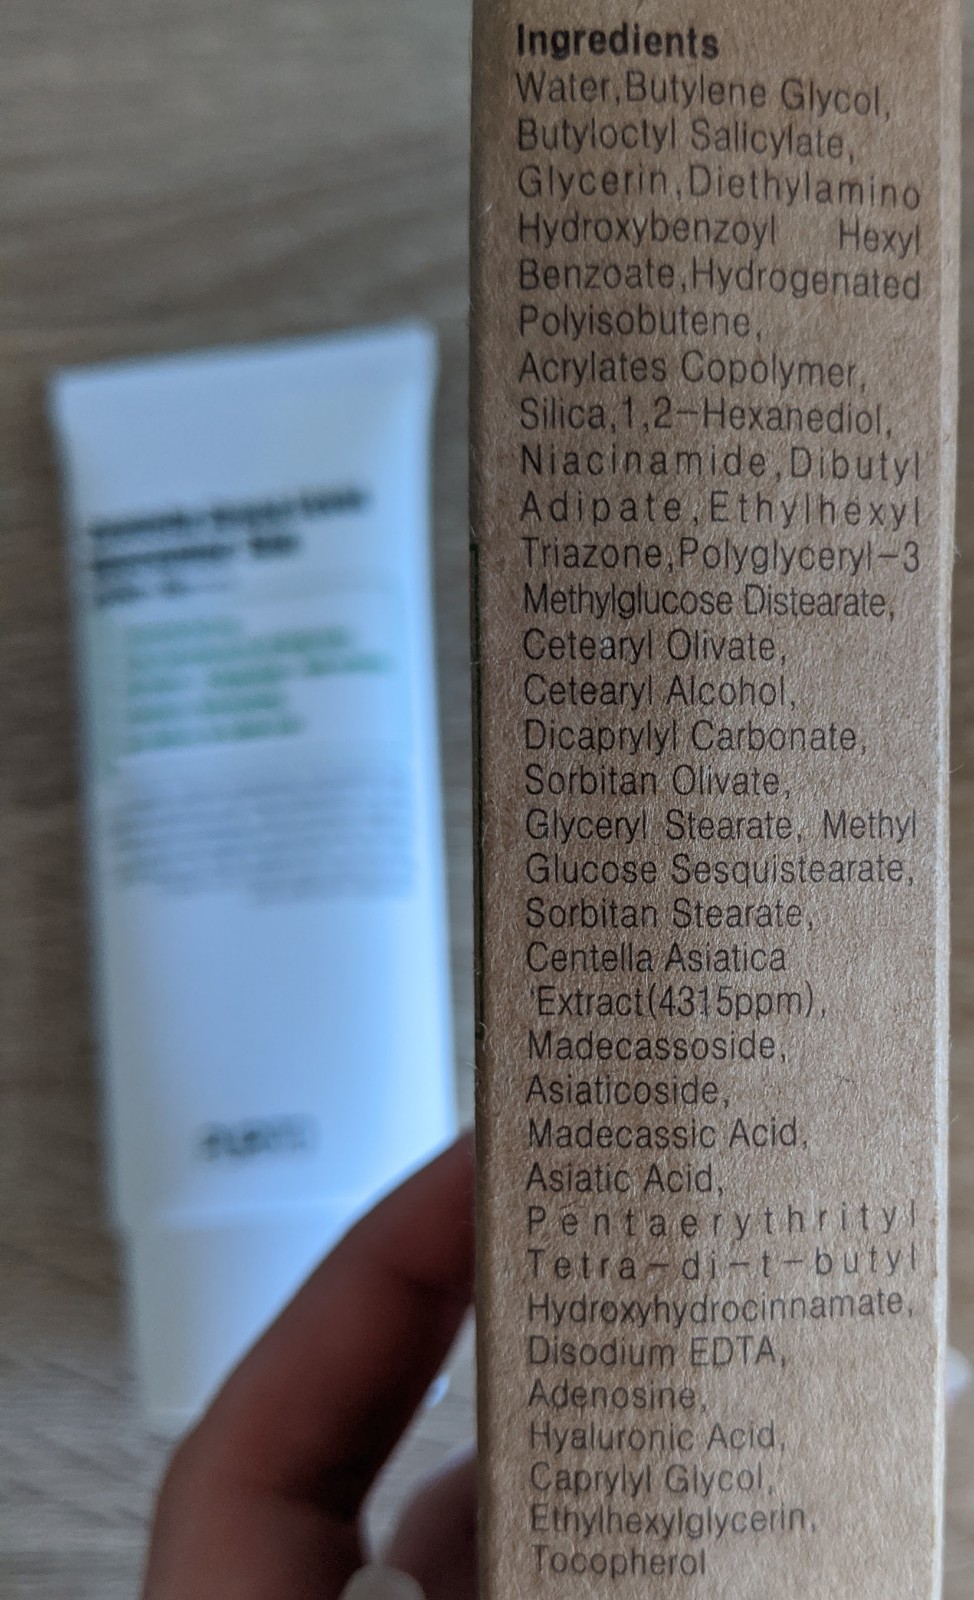 Ingredients
Water,Butylene Glycol,
Butyloctyl Salicylate,
Glycerin,Diethylamino
Hydroxybenzoyl Hexyl
Benzoate,Hydrogenated
Polyisobutene,
Acrylates Copolymer,
Silica,1,2-Hexanediol,
Niacinamide,Dibutyl
Adipate,Ethylhexyl
Triazone,Polyglyceryl-3
Methylglucose Distearate,
Cetearyl Olivate,
Cetearyl Alcohol,
Dicaprylyl Carbonate,
Sorbitan Olivate,
Glyceryl Stearate, Methyl
Glucose Sesquistearate,
Sorbitan Stearate,
Centella Asiatica
Extract(4315ppm),
Madecassoside,
Asiaticoside,
Madecassic Acid,
Asiatic Acid,
Pentaerythrityl
Tetra-di-t-butyl
Hydroxyhydrocinnamate,
Disodium EDTA,
Adenosine,
Hyaluronic Acid,
Caprylyl Glycol,
Ethylhexylglycerin,
Tocopherol